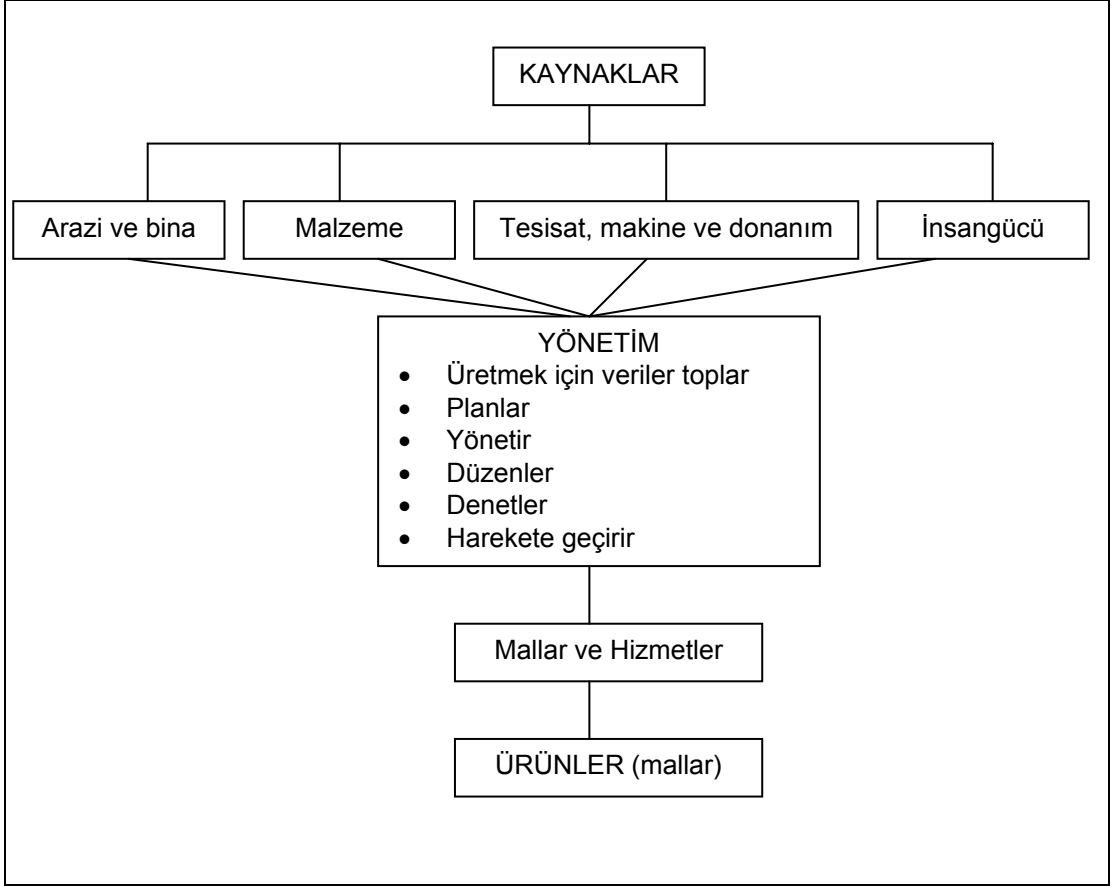 KAYNAKLAR
Arazi ve bina
Malzeme
Tesisat, makine ve donanım
İnsangücü
YÖNETİM
• Üretmek için veriler toplar
• Planlar
• Yönetir
• Düzenler
• Denetler
• Harekete geçirir
Mallar ve Hizmetler
ÜRÜNLER (mallar)